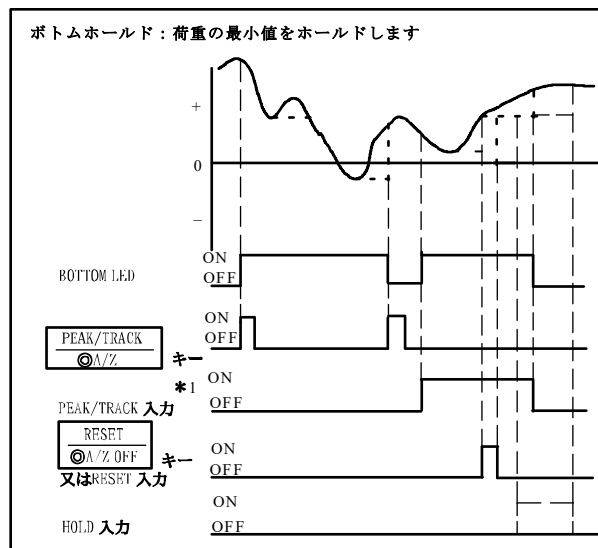 ボトムホールド：荷重の最小値をホールドします
+
0
−
BOTTOM LED
ON
OFF
PEAK/TRACK
◎A/Z
キー
ON
OFF
*1
PEAK/TRACK 入力
ON
OFF
RESET
◎A/Z OFF
キー
又はRESET 入力
ON
OFF
HOLD 入力
ON
OFF